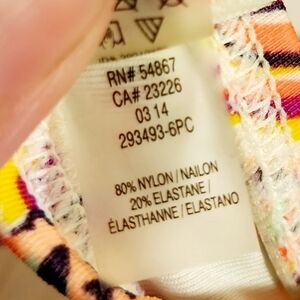 RN# 54867
CA# 23226
03 14
293493-6PC
80% NYLON / NAILON
20% ELASTANE /
ÉLASTHANNE / ELASTANO